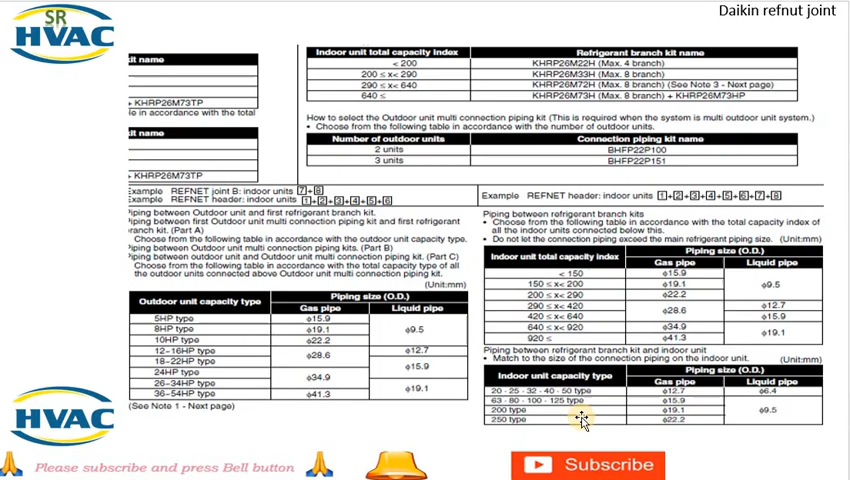 Daikin refnut joint
SR
HVAC
kit name
+ KHRP26M73TP
le in accordance with the total
kit name
+ KHRP26M73TP
Indoor unit total capacity index Refrigerant branch kit name
< 200 KHRP26M22H (Max. 4 branch)
200 ≤ x< 290 KHRP26M33H (Max. 8 branch)
290 ≤ x< 640 KHRP26M72H (Max. 8 branch) (See Note 3 - Next page)
640 ≤ KHRP26M73H (Max. 8 branch) + KHRP26M73HP
How to select the Outdoor unit multi connection piping kit (This is required when the system is multi outdoor unit system.)
• Choose from the following table in accordance with the number of outdoor units.
Number of outdoor units Connection piping kit name
2 units BHFP22P100
3 units BHFP22P151
Example REFNET joint B: indoor units 7+8
Example REFNET header: indoor units 1+2+3+4+5+6
Example REFNET header: indoor units 1+2+3+4+5+6+7+8
Piping between Outdoor unit and first refrigerant branch kit.
Piping between first Outdoor unit multi connection piping kit and first refrigerant
branch kit. (Part A)
Choose from the following table in accordance with the outdoor unit capacity type.
Piping between Outdoor unit multi connection piping kits. (Part B)
Piping between outdoor unit and Outdoor unit multi connection piping kit. (Part C)
Choose from the following table in accordance with the total capacity type of all
the outdoor units connected above Outdoor unit multi connection piping kit.
(Unit:mm)
Outdoor unit capacity type Piping size (O.D.)
Gas pipe Liquid pipe
5HP type φ15.9
8HP type φ19.1 φ9.5
10HP type φ22.2
12–16HP type φ28.6 φ12.7
18–22HP type
24HP type φ15.9
26–34HP type φ34.9
36–54HP type φ41.3 φ19.1
(See Note 1 - Next page)
Piping between refrigerant branch kits
• Choose from the following table in accordance with the total capacity index of
all the indoor units connected below this.
• Do not let the connection piping exceed the main refrigerant piping size. (Unit:mm)
Indoor unit total capacity index Piping size (O.D.)
Gas pipe Liquid pipe
< 150 φ15.9
150 ≤ x< 200 φ19.1 φ9.5
200 ≤ x< 290 φ22.2
290 ≤ x< 420 φ28.6 φ12.7
420 ≤ x< 640 φ15.9
640 ≤ x< 920 φ34.9 φ19.1
920 ≤ φ41.3
Piping between refrigerant branch kit and indoor unit
• Match to the size of the connection piping on the indoor unit. (Unit:mm)
Indoor unit capacity type Piping size (O.D.)
Gas pipe Liquid pipe
20 · 25 · 32 · 40 · 50 type φ12.7 φ6.4
63 · 80 · 100 · 125 type φ15.9
200 type φ19.1 φ9.5
250 type φ22.2
HVAC
Please subscribe and press Bell button
Subscribe